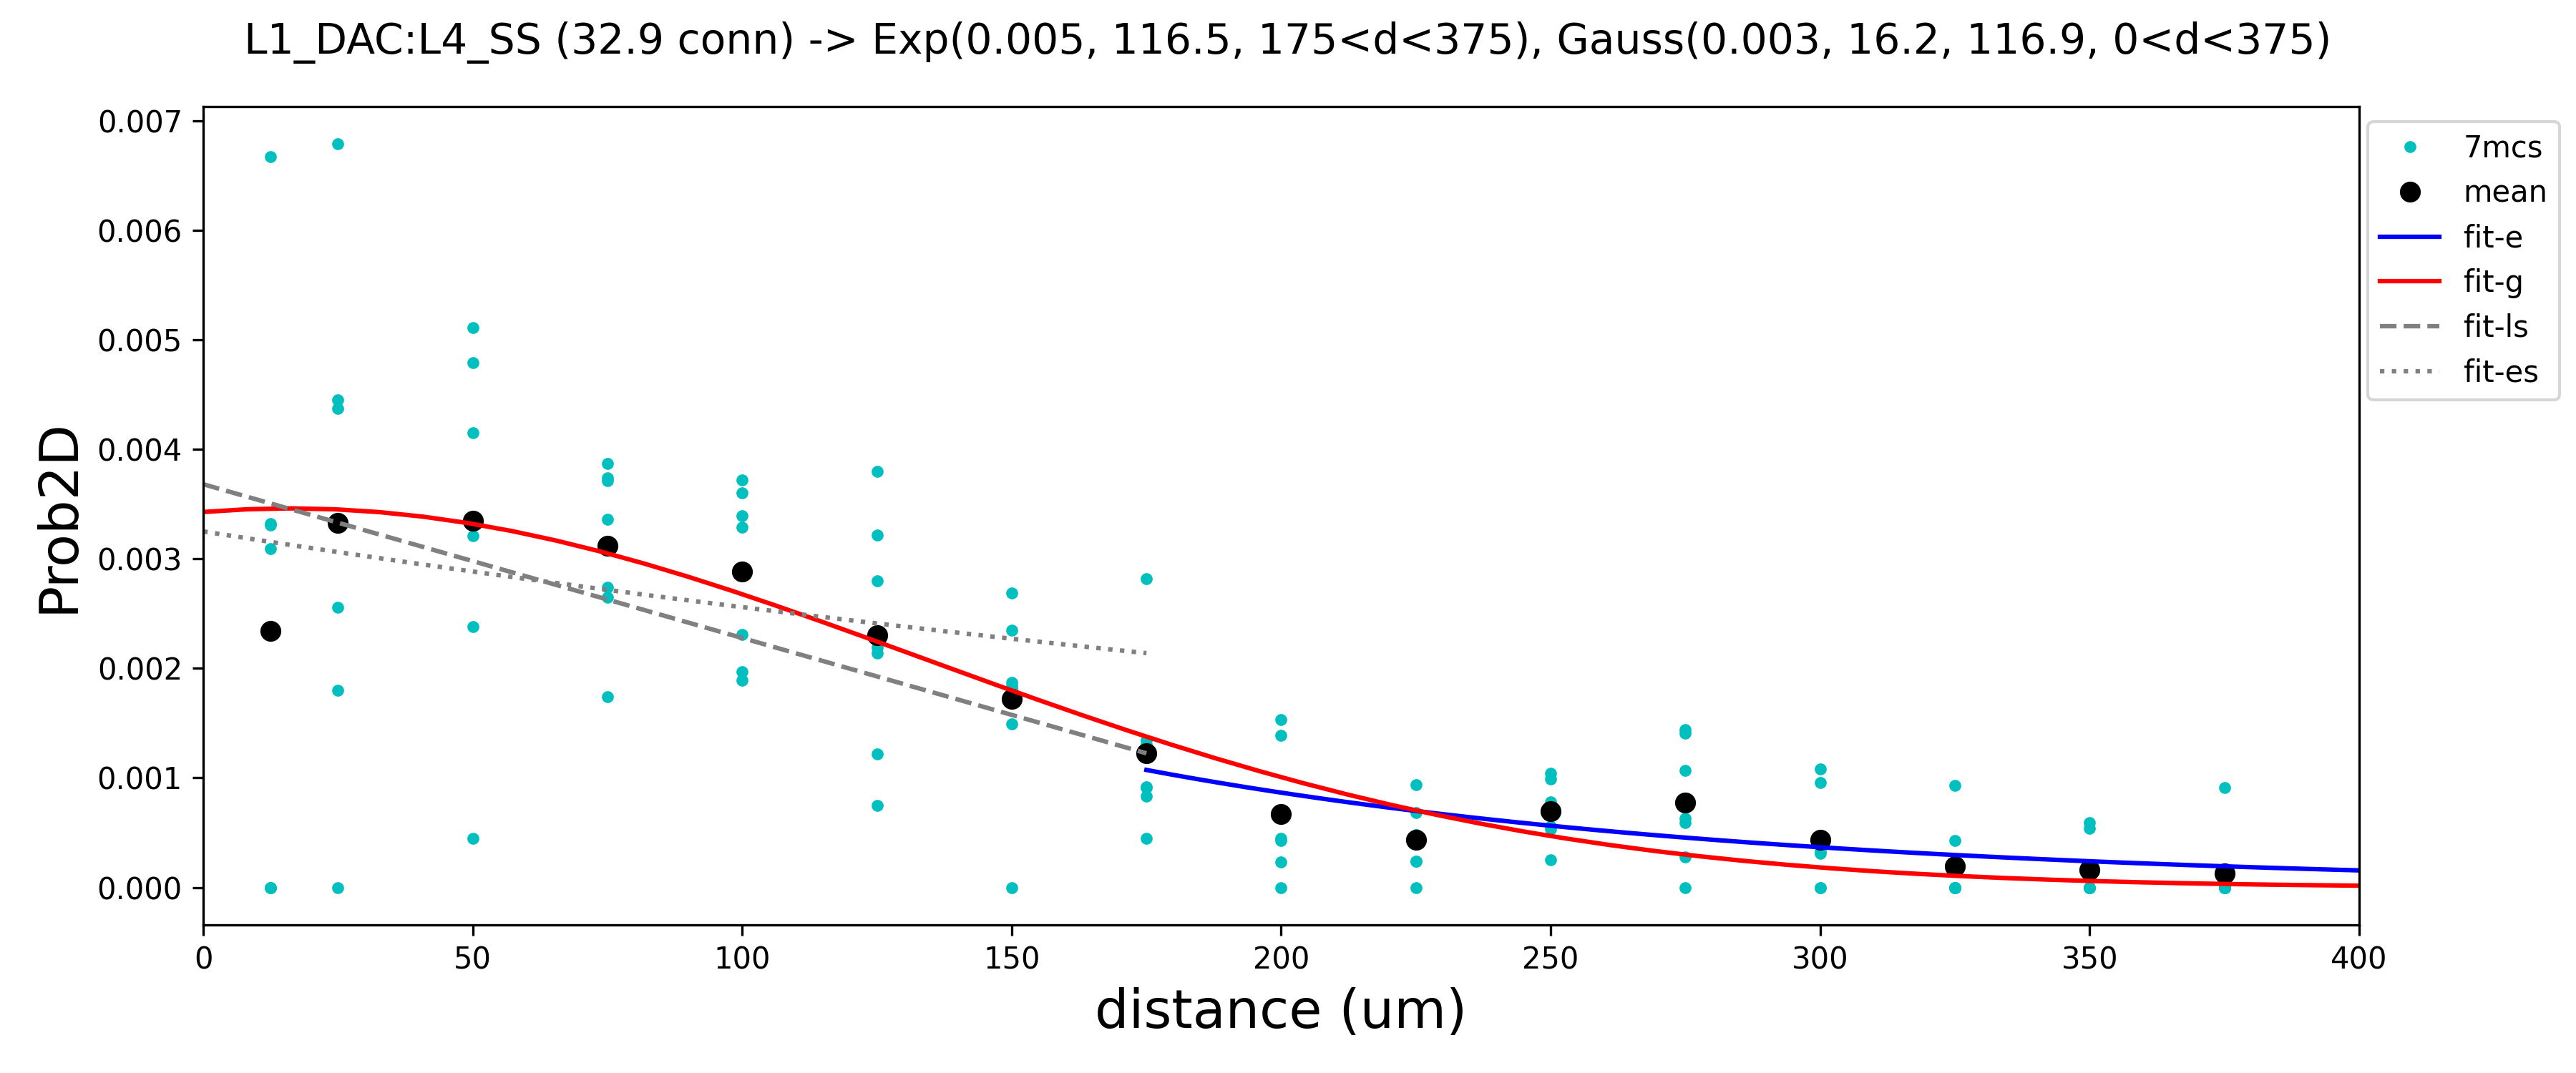 L1_DAC:L4_SS (32.9 conn) -> Exp(0.005, 116.5, 175<d<375), Gauss(0.003, 16.2, 116.9, 0<d<375)
0.007
0.006
0.005
0.004
0.003
0.002
0.001
0.000
Prob2D
0 50 100 150 200 250 300 350 400
distance (um)
7mcs
mean
fit-e
fit-g
fit-ls
fit-es